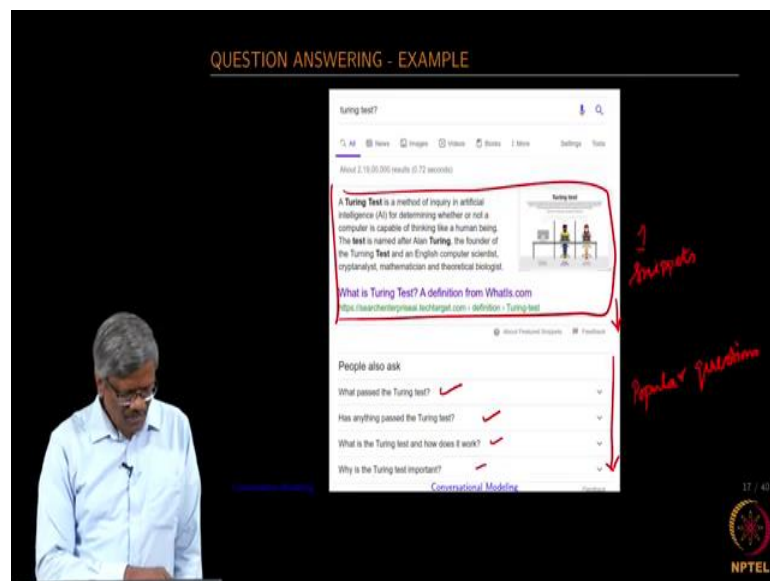 QUESTION ANSWERING - EXAMPLE
turing test?
All News Images Videos Books More Settings Tools
About 2,19,00,000 results (0.72 seconds)
A Turing Test is a method of inquiry in artificial
intelligence (AI) for determining whether or not a
computer is capable of thinking like a human being.
The test is named after Alan Turing, the founder of
the Turning Test and an English computer scientist,
cryptanalyst, mathematician and theoretical biologist.
Turing test
What is Turing Test? A definition from WhatIs.com
https://searchenterpriseai.techtarget.com › definition › Turing-test
Snippets
About Featured Snippets Feedback
People also ask
Popular questions
What passed the Turing test?
Has anything passed the Turing test?
What is the Turing test and how does it work?
Why is the Turing test important?
Conversational Modeling
Feedback
17 / 40
NPTEL